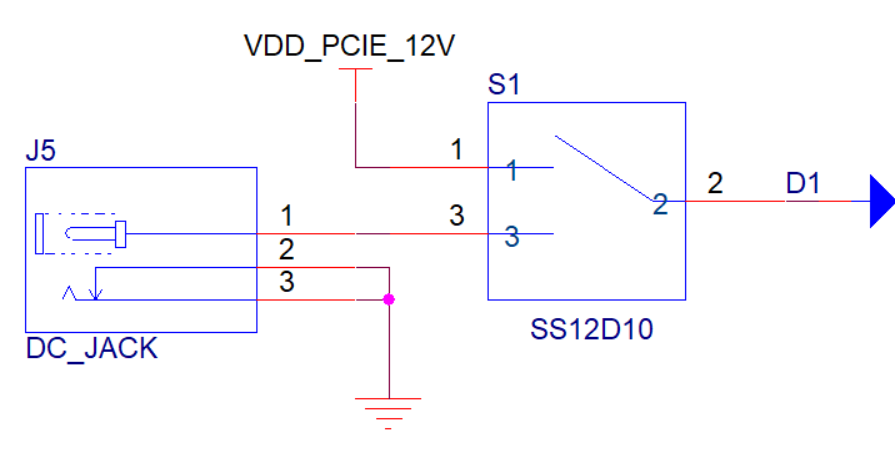 VDD_PCIE_12V
S1
J5
1
1
1
2
2
D1
3
3
2
3
SS12D10
DC_JACK